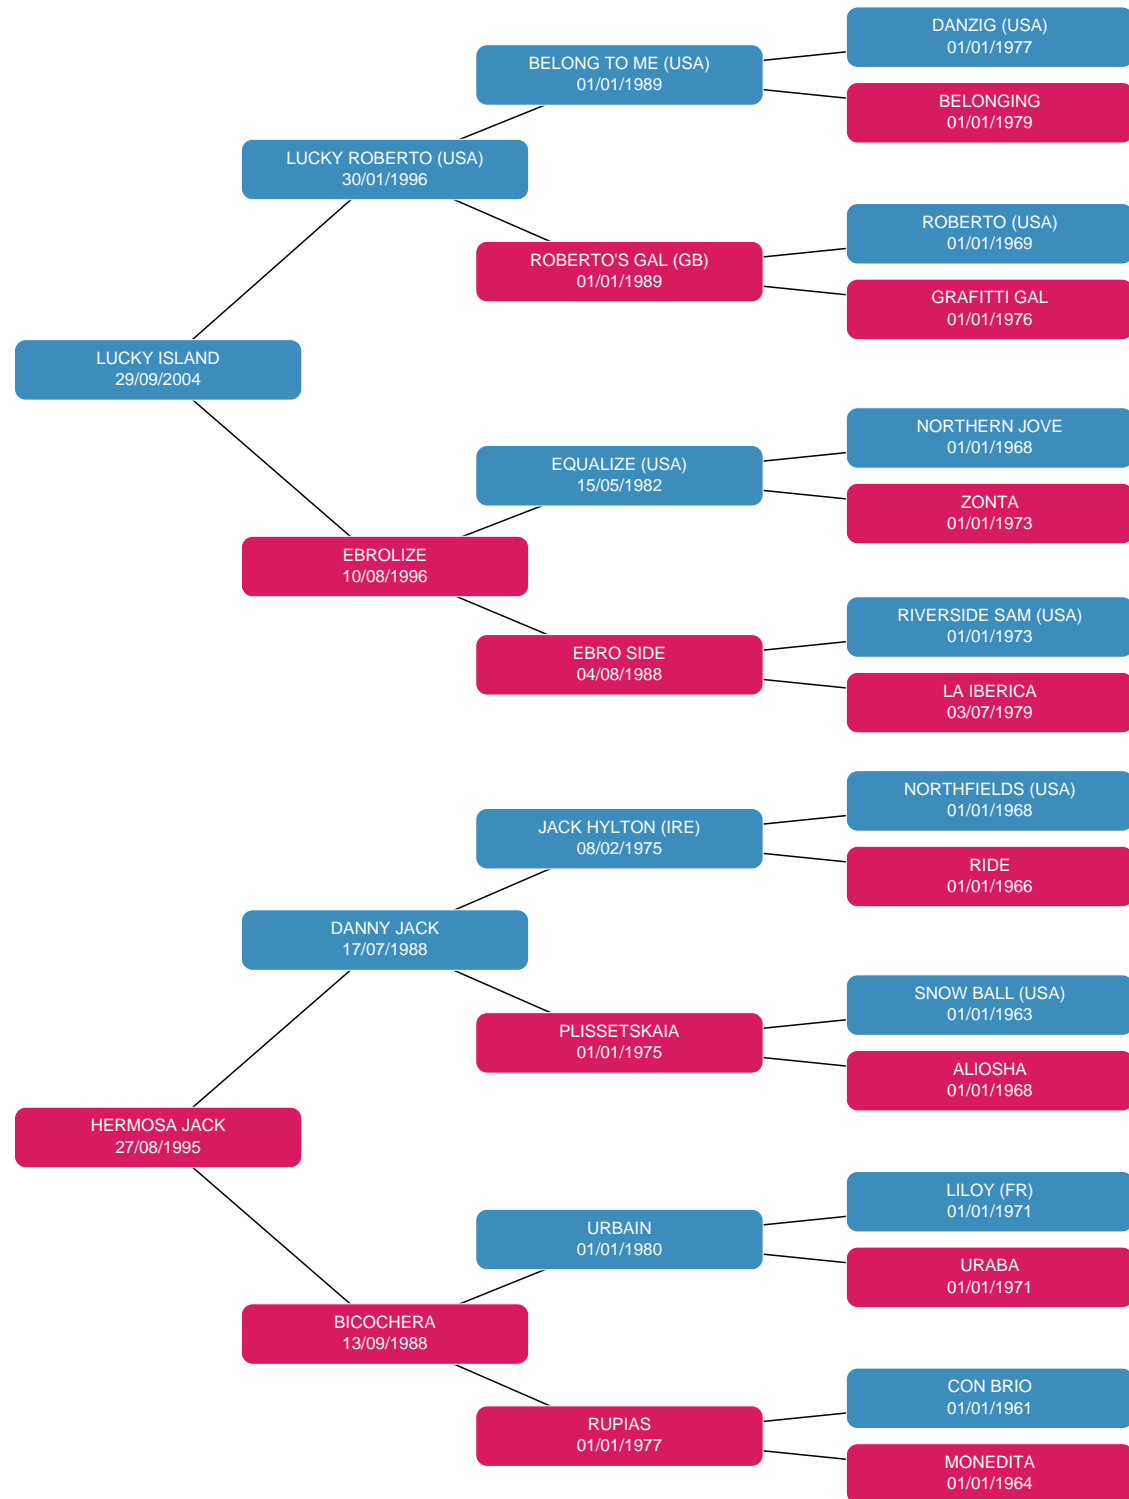 DANZIG (USA)
01/01/1977
BELONG TO ME (USA)
01/01/1989
BELONGING
01/01/1979
LUCKY ROBERTO (USA)
30/01/1996
ROBERTO (USA)
01/01/1969
ROBERTO'S GAL (GB)
01/01/1989
GRAFITTI GAL
01/01/1976
LUCKY ISLAND
29/09/2004
NORTHERN JOVE
01/01/1968
EQUALIZE (USA)
15/05/1982
ZONTA
01/01/1973
EBROLIZE
10/08/1996
RIVERSIDE SAM (USA)
01/01/1973
EBRO SIDE
04/08/1988
LA IBERICA
03/07/1979
NORTHFIELDS (USA)
01/01/1968
JACK HYLTON (IRE)
08/02/1975
RIDE
01/01/1966
DANNY JACK
17/07/1988
SNOW BALL (USA)
01/01/1963
PLISSETSKAIA
01/01/1975
ALIOSHA
01/01/1968
HERMOSA JACK
27/08/1995
LILOY (FR)
01/01/1971
URBAIN
01/01/1980
URABA
01/01/1971
BICOCHERA
13/09/1988
CON BRIO
01/01/1961
RUPIAS
01/01/1977
MONEDITA
01/01/1964